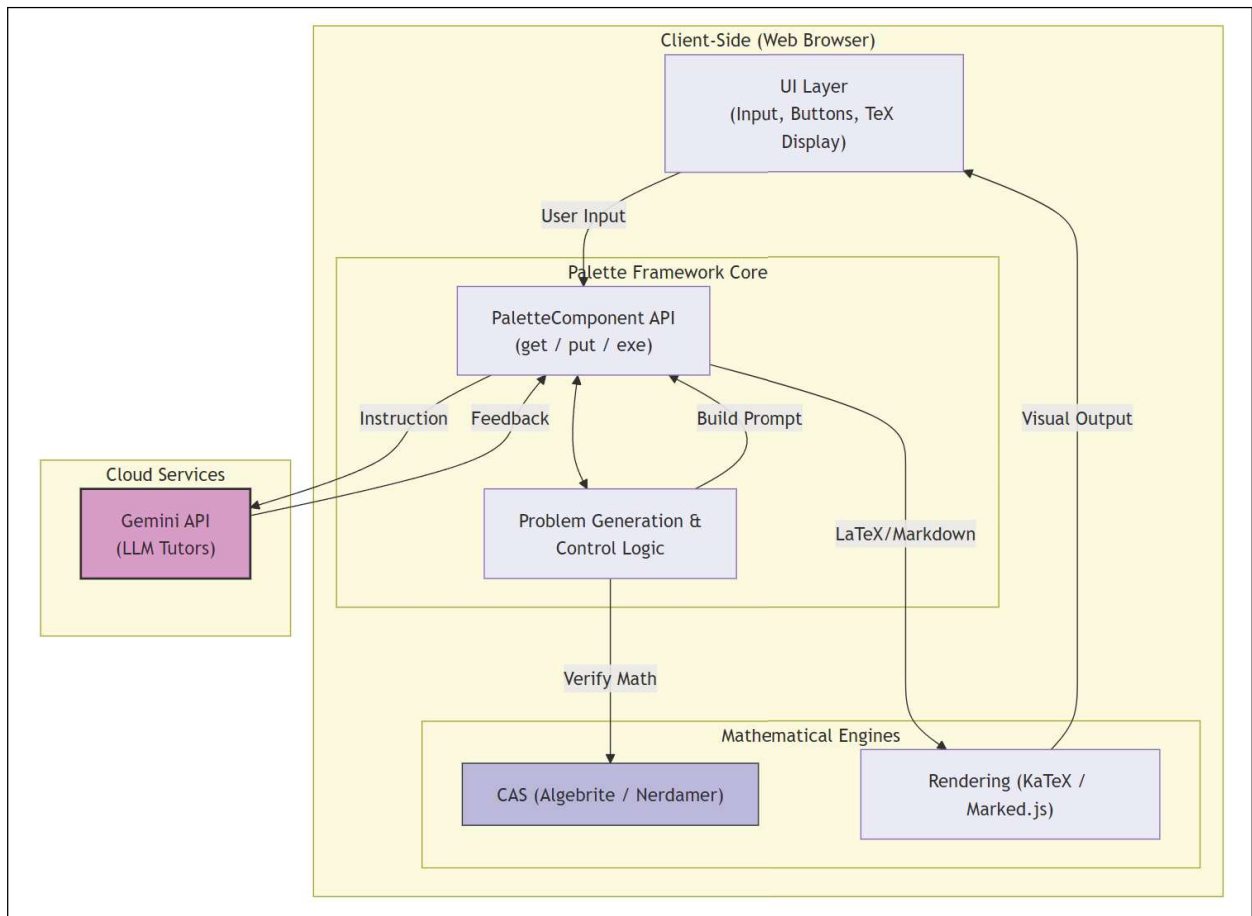 Client-Side (Web Browser)
UI Layer
(Input, Buttons, TeX
Display)
User Input
Palette Framework Core
PaletteComponent API
(get / put / exe)
Instruction
Feedback
Build Prompt
Visual Output
Cloud Services
Gemini API
(LLM Tutors)
Problem Generation &
Control Logic
LaTeX/Markdown
Verify Math
Mathematical Engines
CAS (Algebrite / Nerdamer)
Rendering (KaTeX /
Marked.js)